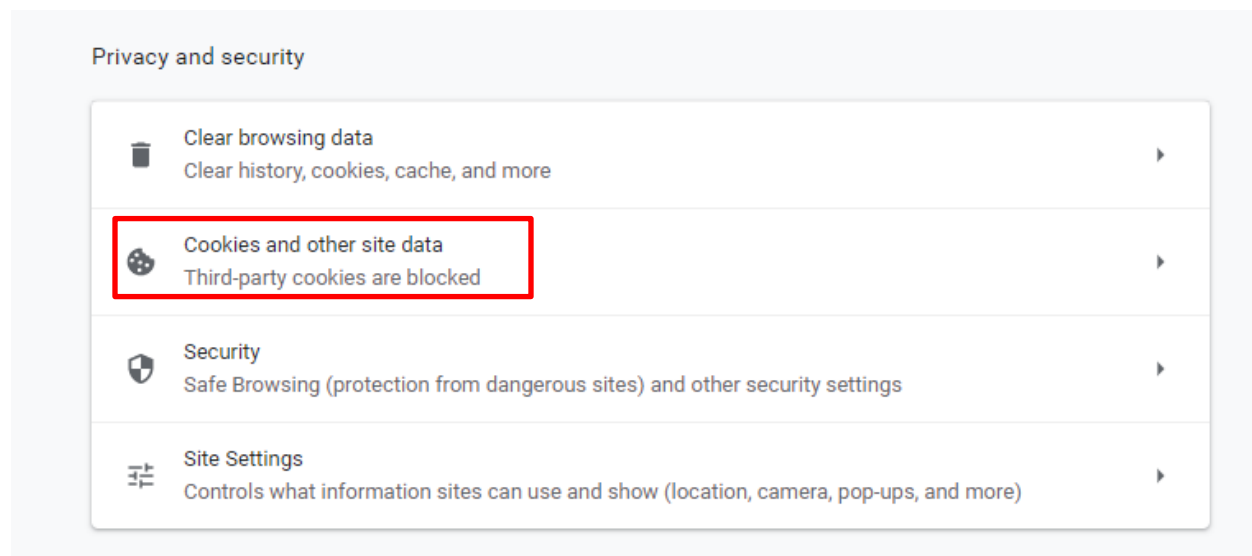 Privacy and security
Clear browsing data
Clear history, cookies, cache, and more
Cookies and other site data
Third-party cookies are blocked
Security
Safe Browsing (protection from dangerous sites) and other security settings
Site Settings
Controls what information sites can use and show (location, camera, pop-ups, and more)